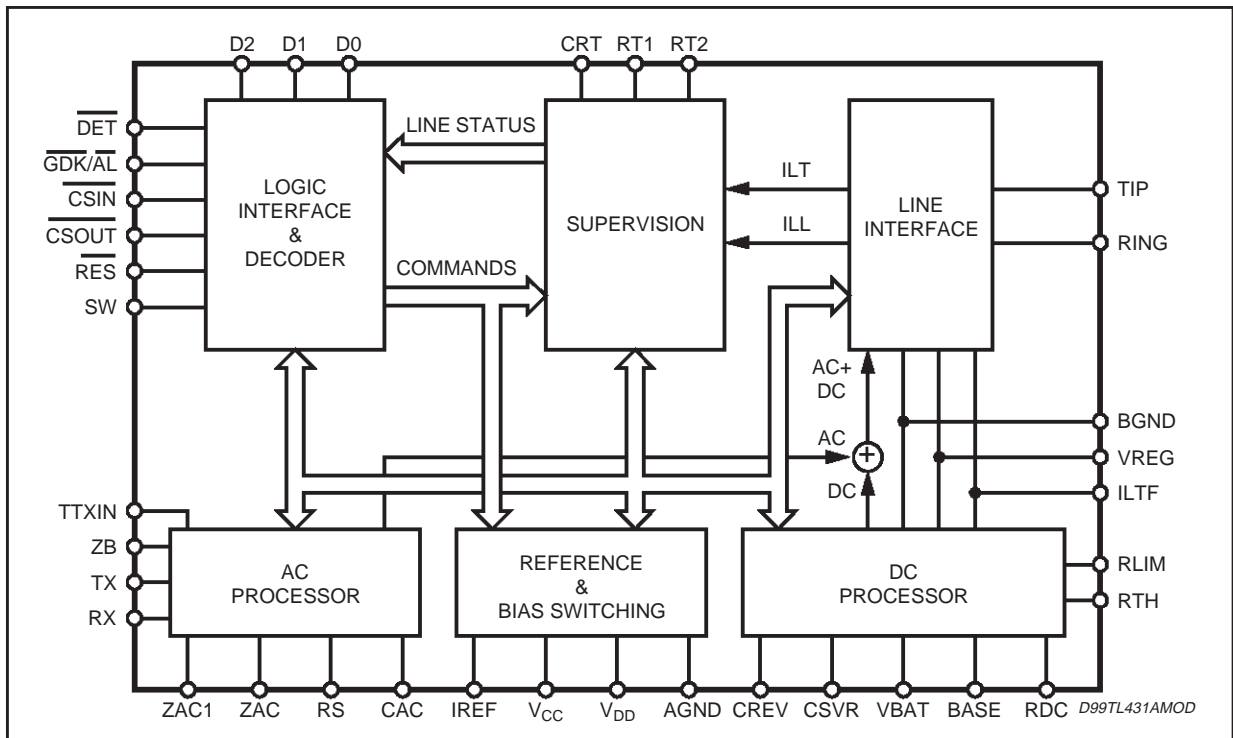 D2 D1 D0 CRT RT1 RT2
DET
GDK/AL
CSIN
CSOUT
RES
SW
LOGIC
INTERFACE
&
DECODER
LINE STATUS
COMMANDS
SUPERVISION
ILT
ILL
LINE
INTERFACE
TIP
RING
AC+
DC
AC
+
DC
BGND
VREG
ILTF
TTXIN
ZB
TX
RX
AC
PROCESSOR
REFERENCE
&
BIAS SWITCHING
DC
PROCESSOR
RLIM
RTH
ZAC1 ZAC RS CAC IREF VCC VDD AGND CREV CSVR VBAT BASE RDC
D99TL431AMOD